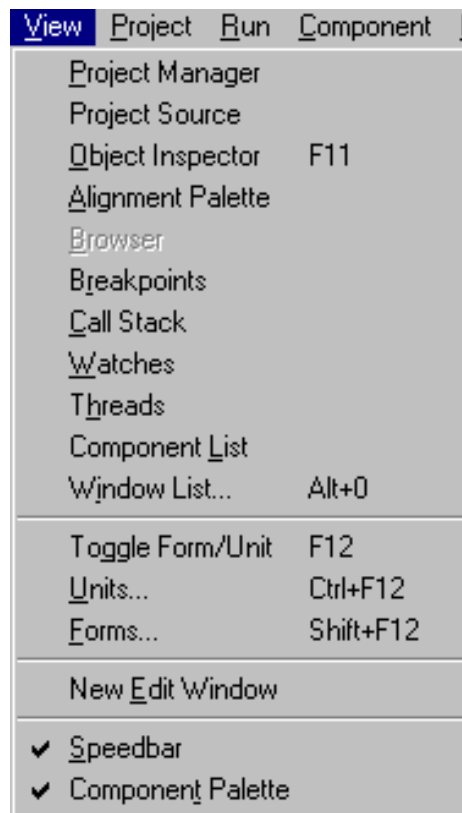 View Project Run Component
Project Manager
Project Source
Object Inspector F11
Alignment Palette
Browser
Breakpoints
Call Stack
Watches
Threads
Component List
Window List... Alt+0
Toggle Form/Unit F12
Units... Ctrl+F12
Forms... Shift+F12
New Edit Window
Speedbar
Component Palette